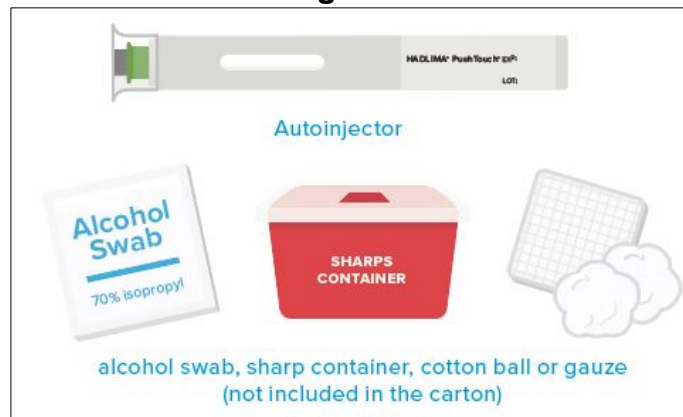 HADLIMA® PushTouch® EXP:
LOT:
Autoinjector
Alcohol
Swab
70% isopropyl
SHARPS
CONTAINER
alcohol swab, sharp container, cotton ball or gauze
(not included in the carton)